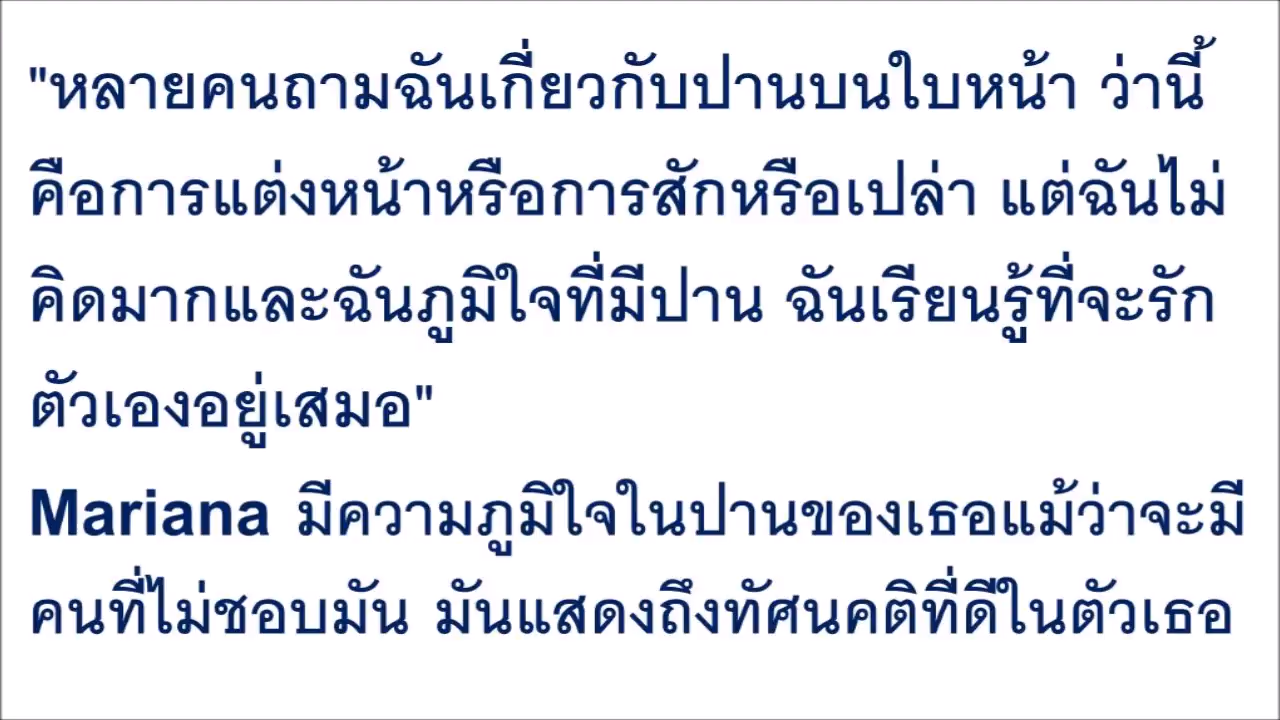 "หลายคนถามฉันเกี่ยวกับปานบนใบหน้า ว่านี้
คือการแต่งหน้าหรือการสักหรือเปล่า แต่ฉันไม่
คิดมากและฉันภูมิใจที่มีปาน ฉันเรียนรู้ที่จะรัก
ตัวเองอยู่เสมอ"
Mariana มีความภูมิใจในปานของเธอแม้ว่าจะมี
คนที่ไม่ชอบมัน มันแสดงถึงทัศนคติที่ดีในตัวเธอ